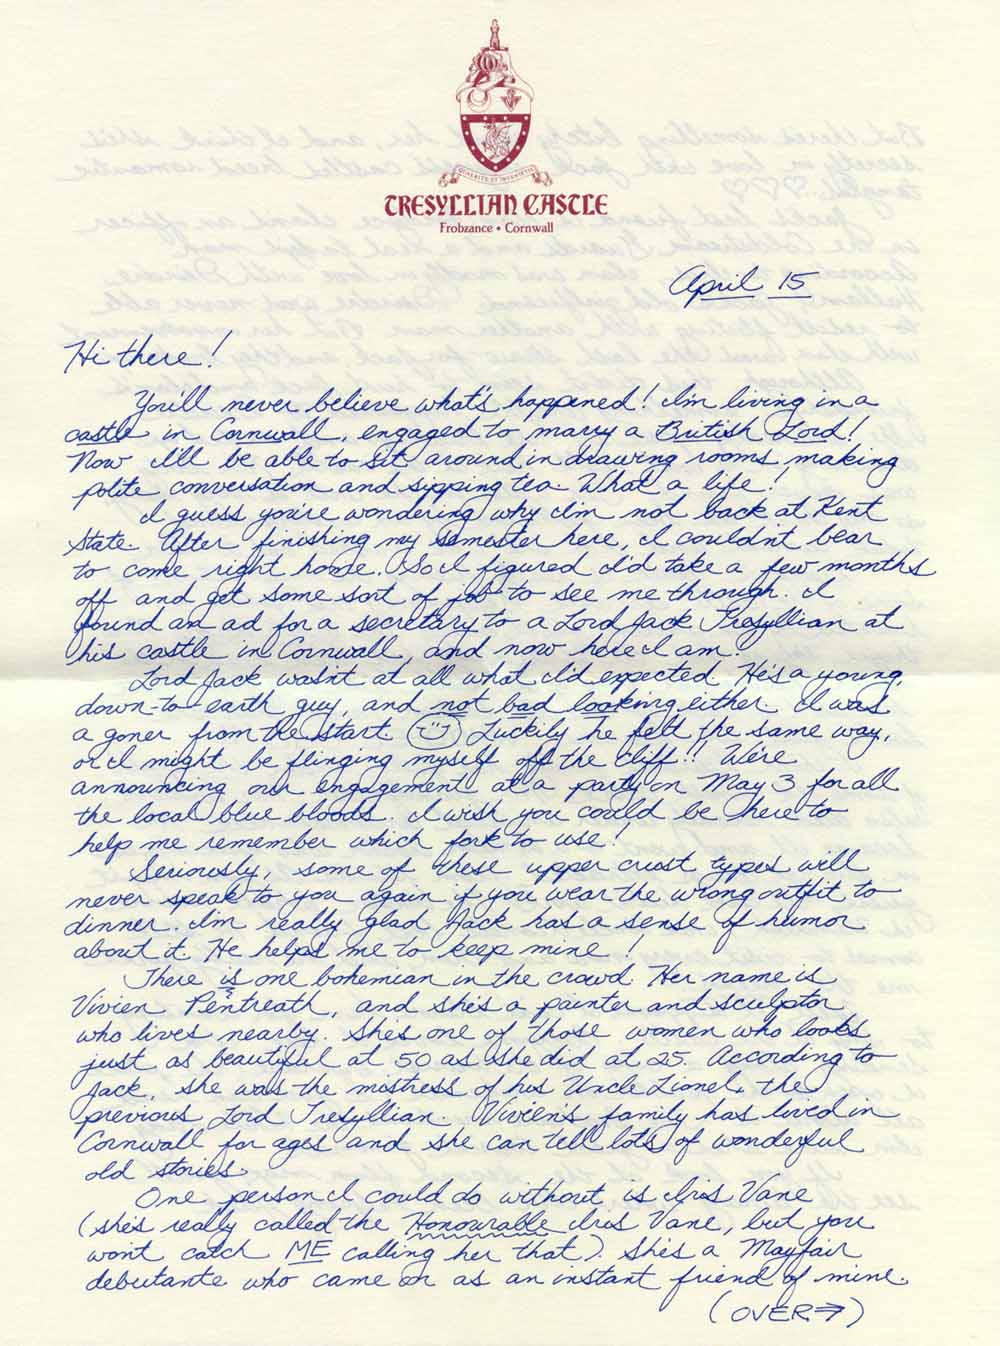 QUAERITE ET INVENIETIS
TRESYLLIAN CASTLE
Frobzance • Cornwall
April 15
Hi there!
You'll never believe what's happened! I'm living in a
castle in Cornwall, engaged to marry a British Lord!
Now I'll be able to sit around in drawing rooms making
polite conversation and sipping tea. What a life!
I guess you're wondering why I'm not back at Kent
State. After finishing my semester here, I couldn't bear
to come right home. So I figured I'd take a few months
off and get some sort of job to see me through. I
found an ad for a secretary to a Lord Jack Tresyllian at
his castle in Cornwall, and now here I am!
Lord Jack wasn't at all what I'd expected. He's a young,
down-to earth guy, and not bad looking either. I was
a goner from the start. Luckily he felt the same way,
or I might be flinging myself off the cliff!! We're
announcing our engagement at a party on May 3 for all
the local blue bloods. I wish you could be here to
help me remember which fork to use!
Seriously, some of these upper crust types will
never speak to you again if you wear the wrong outfit to
dinner. I'm really glad Jack has a sense of humor
about it. He helps me to keep mine!
There is one bohemian in the crowd. Her name is
Vivien Pentreath, and she's a painter and sculptor
who lives nearby. She's one of those women who looks
just as beautiful at 50 as she did at 25. According to
Jack, she was the mistress of his Uncle Lionel, the
previous Lord Tresyllian. Vivien's family has lived in
Cornwall for ages and she can tell lots of wonderful
old stories.
One person I could do without is Iris Vane
(she's really called the Honourable Iris Vane, but you
won't catch ME calling her that). She's a Mayfair
debutante who came on as an instant friend of mine.
(OVER⇒)